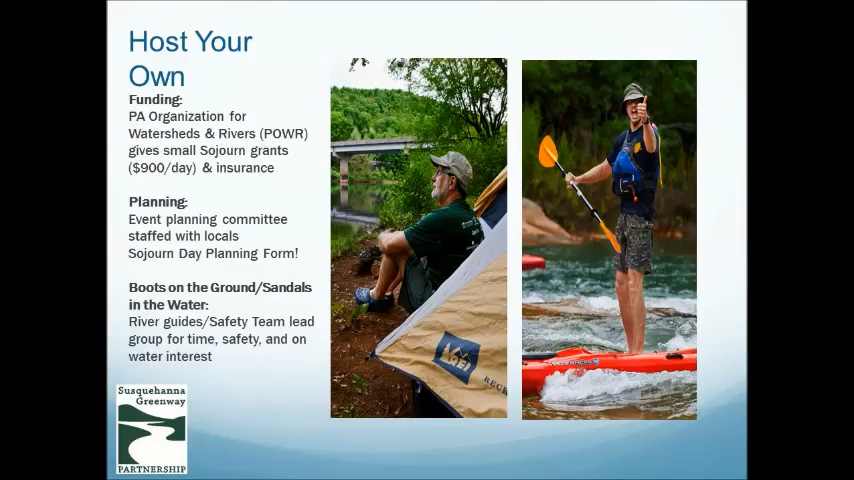 Host Your
Own
Funding:
PA Organization for
Watersheds & Rivers (POWR)
gives small Sojourn grants
($900/day) & insurance
Planning:
Event planning committee
staffed with locals
Sojourn Day Planning Form!
Boots on the Ground/Sandals
in the Water:
River guides/Safety Team lead
group for time, safety, and on
water interest
Susquehanna
Greenway
PARTNERSHIP